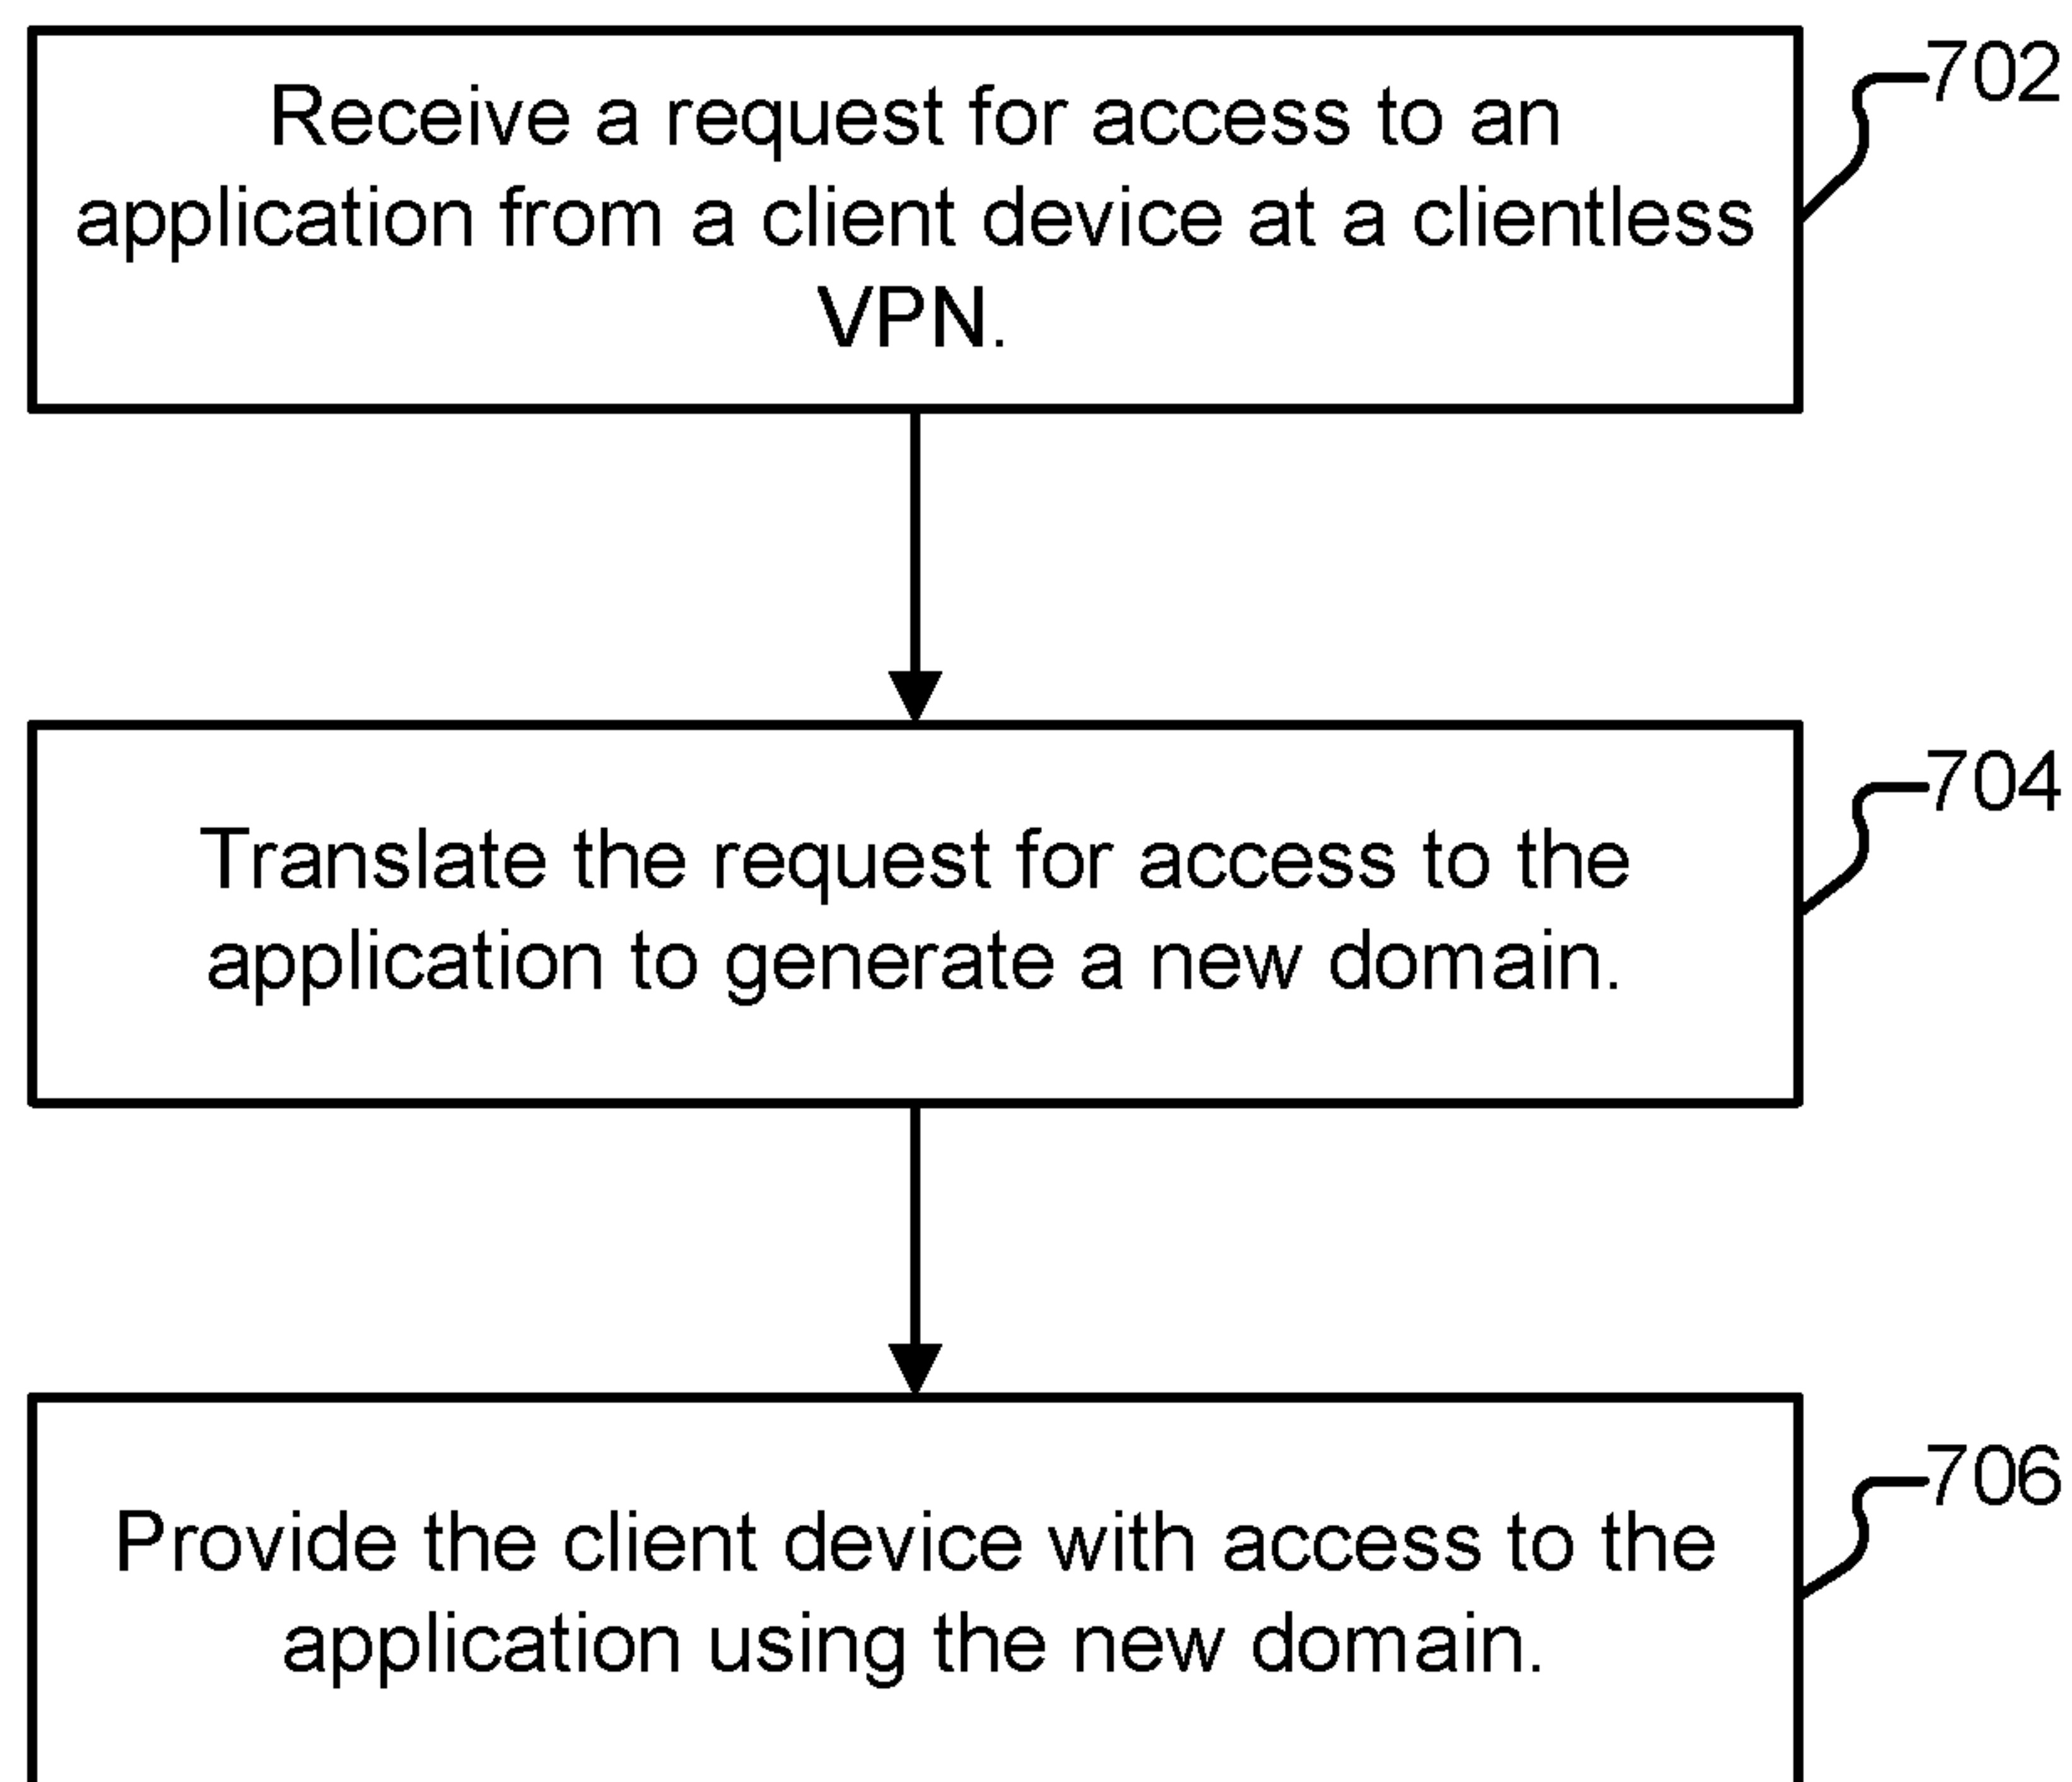 Receive a request for access to an
application from a client device at a clientless
VPN.
702
Translate the request for access to the
application to generate a new domain.
704
Provide the client device with access to the
application using the new domain.
706